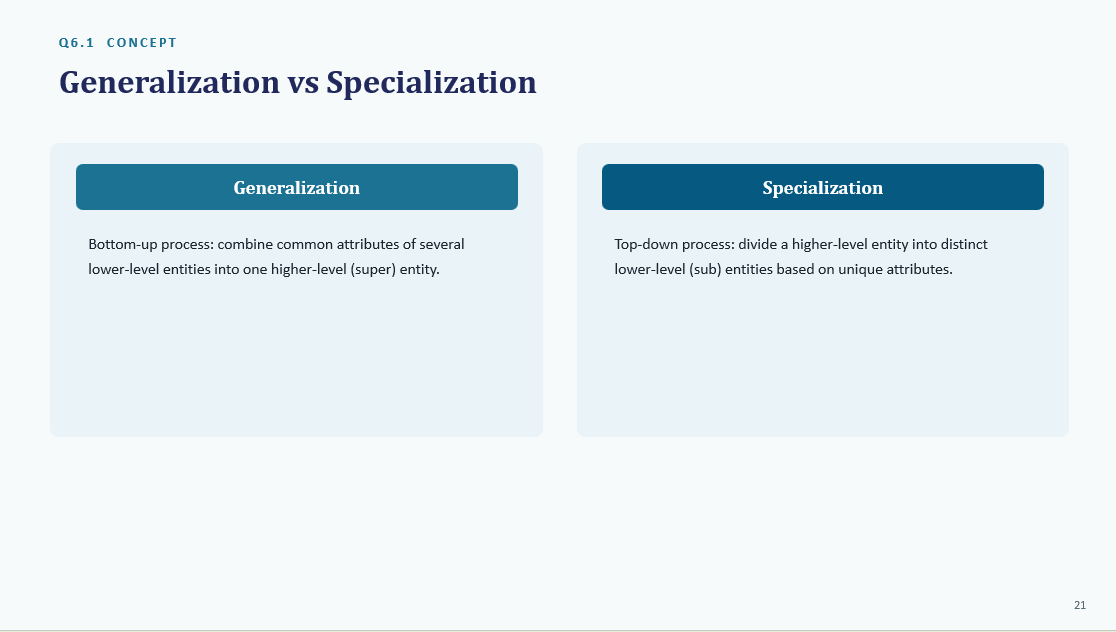 Q6.1 CONCEPT
Generalization vs Specialization
Generalization
Bottom-up process: combine common attributes of several
lower-level entities into one higher-level (super) entity.
Specialization
Top-down process: divide a higher-level entity into distinct
lower-level (sub) entities based on unique attributes.
21